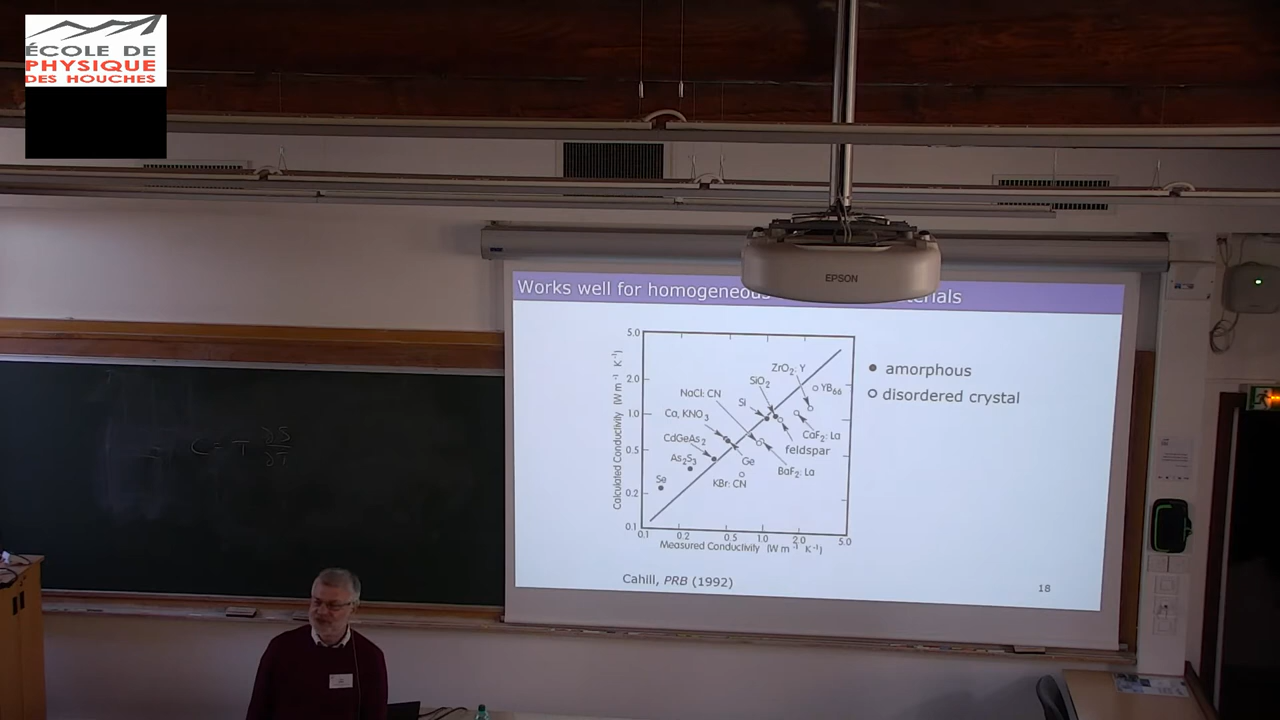 ÉCOLE DE
PHYSIQUE
DES HOUCHES
EPSON
Works well for homogeneous
5.0
2.0
1.0
0.5
0.2
0.1
0.1 0.2 0.5 1.0 2.0 5.0
Calculated Conductivity (W m⁻¹ K⁻¹)
Measured Conductivity (W m⁻¹ K⁻¹)
ZrO₂: Y
SiO₂
YB₆₆
NaCl: CN
Si
Ca, KNO₃
CaF₂: La
CdGeAs₂
feldspar
As₂S₃
Ge
BaF₂: La
Se
KBr: CN
amorphous
disordered crystal
Cahill, PRB (1992)
18
C = T ∂S
∂T